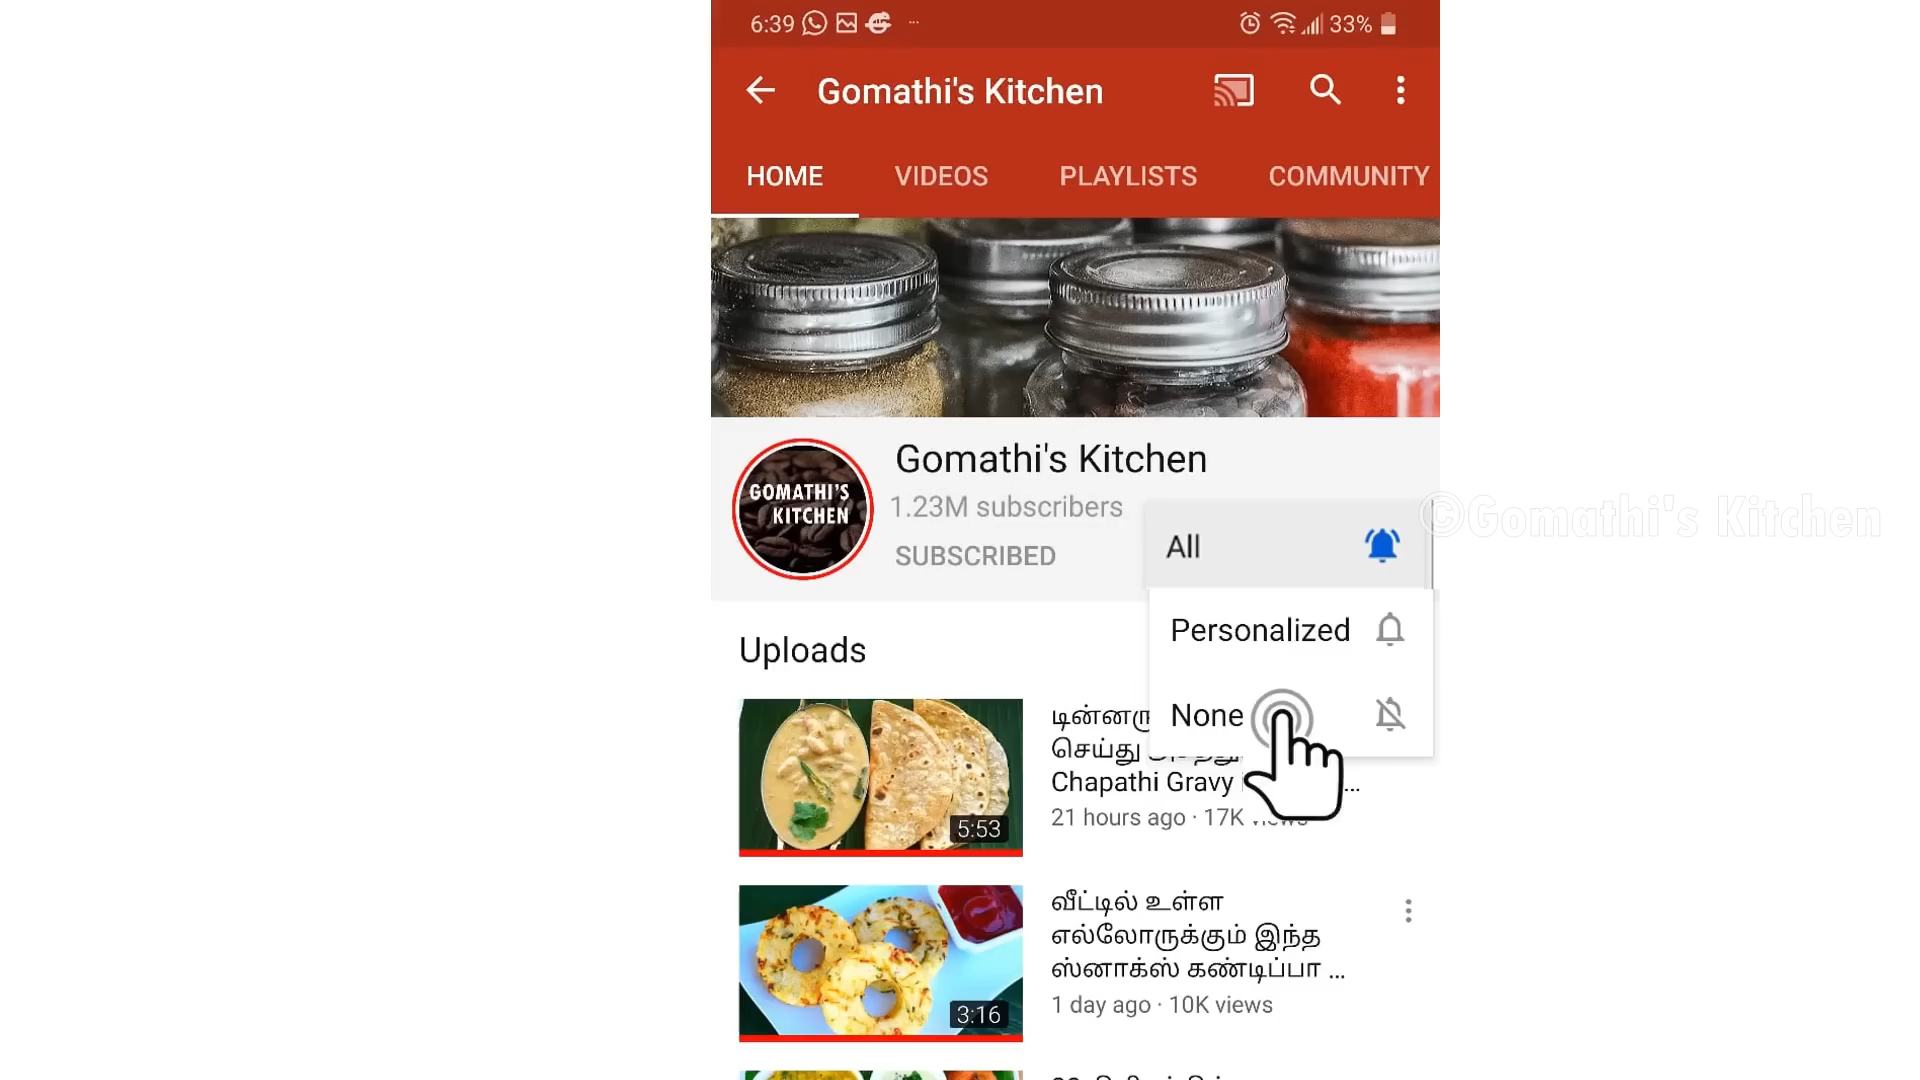 6:39
33%
Gomathi's Kitchen
HOME
VIDEOS
PLAYLISTS
COMMUNITY
GOMATHI'S
KITCHEN
Gomathi's Kitchen
1.23M subscribers
SUBSCRIBED
All
©Gomathi's Kitchen
Personalized
None
Uploads
செய்து
Chapathi Gravy
...
21 hours ago · 17K views
5:53
வீட்டில் உள்ள
எல்லோருக்கும் இந்த
ஸ்னாக்ஸ் கண்டிப்பா ...
1 day ago · 10K views
3:16